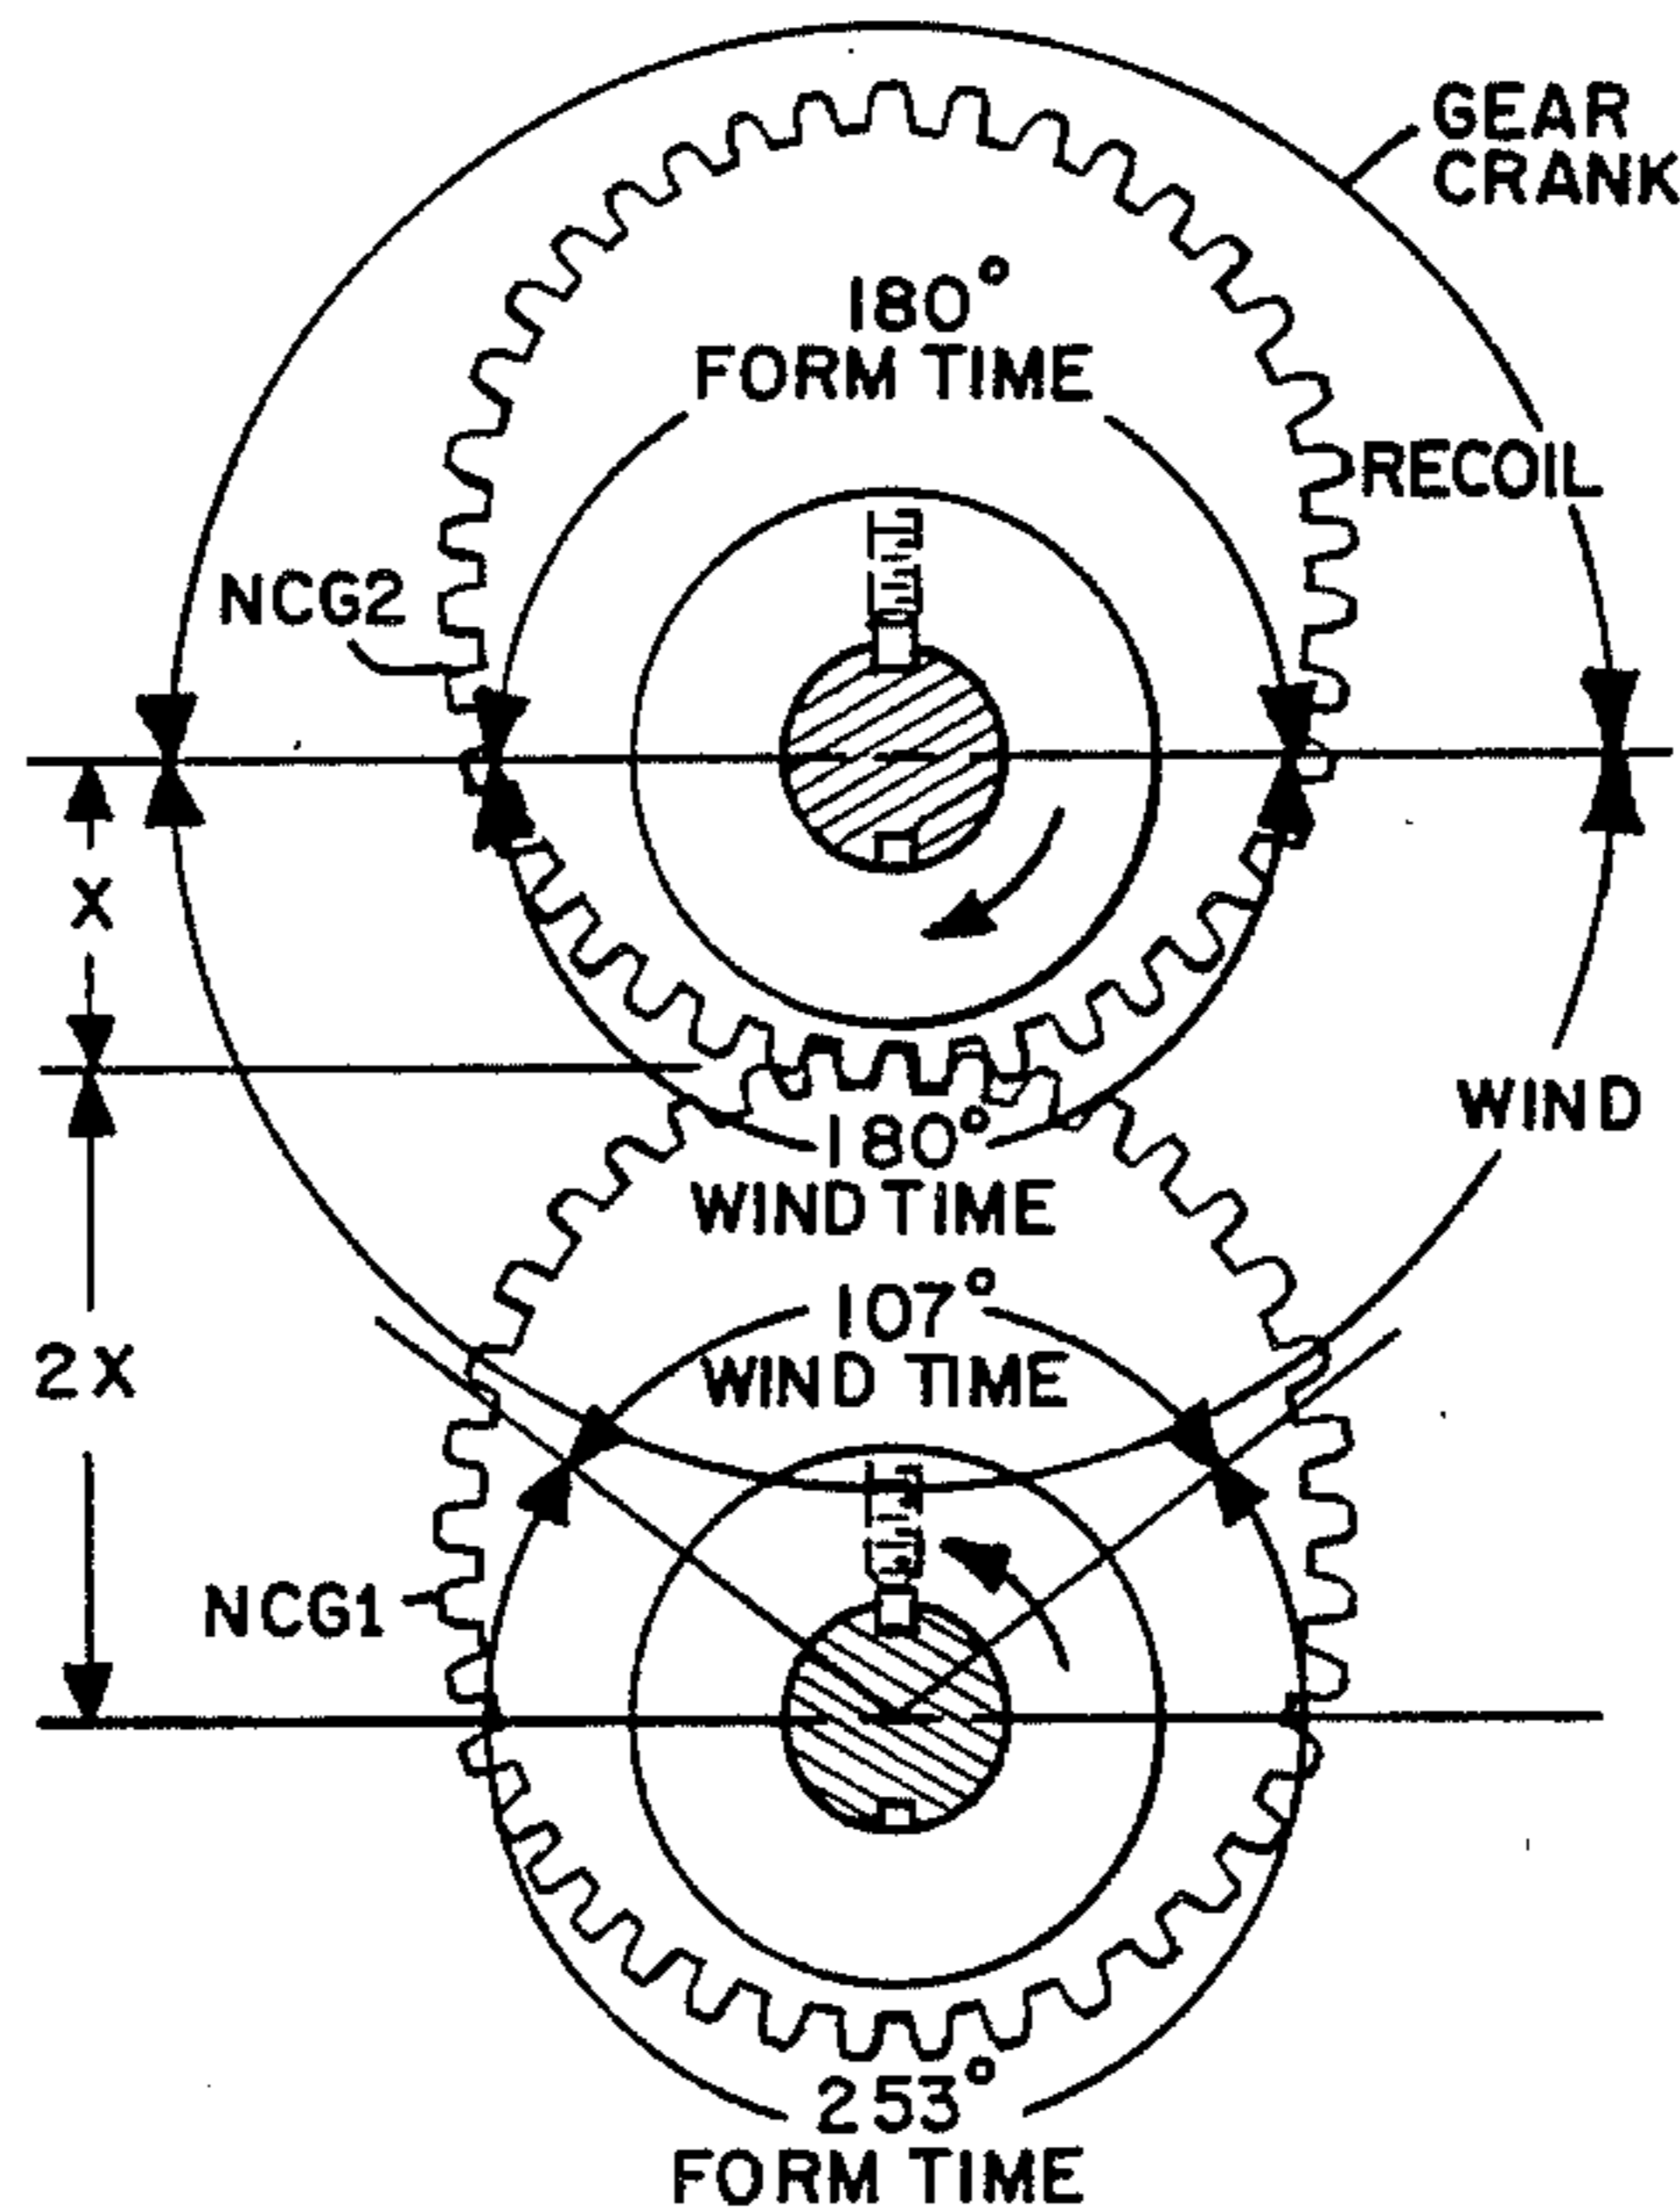 GEAR
CRANK
180°
FORM TIME
RECOIL
NCG2
X
180°
WIND TIME
WIND
107°
WIND TIME
2X
NCG1
253°
FORM TIME